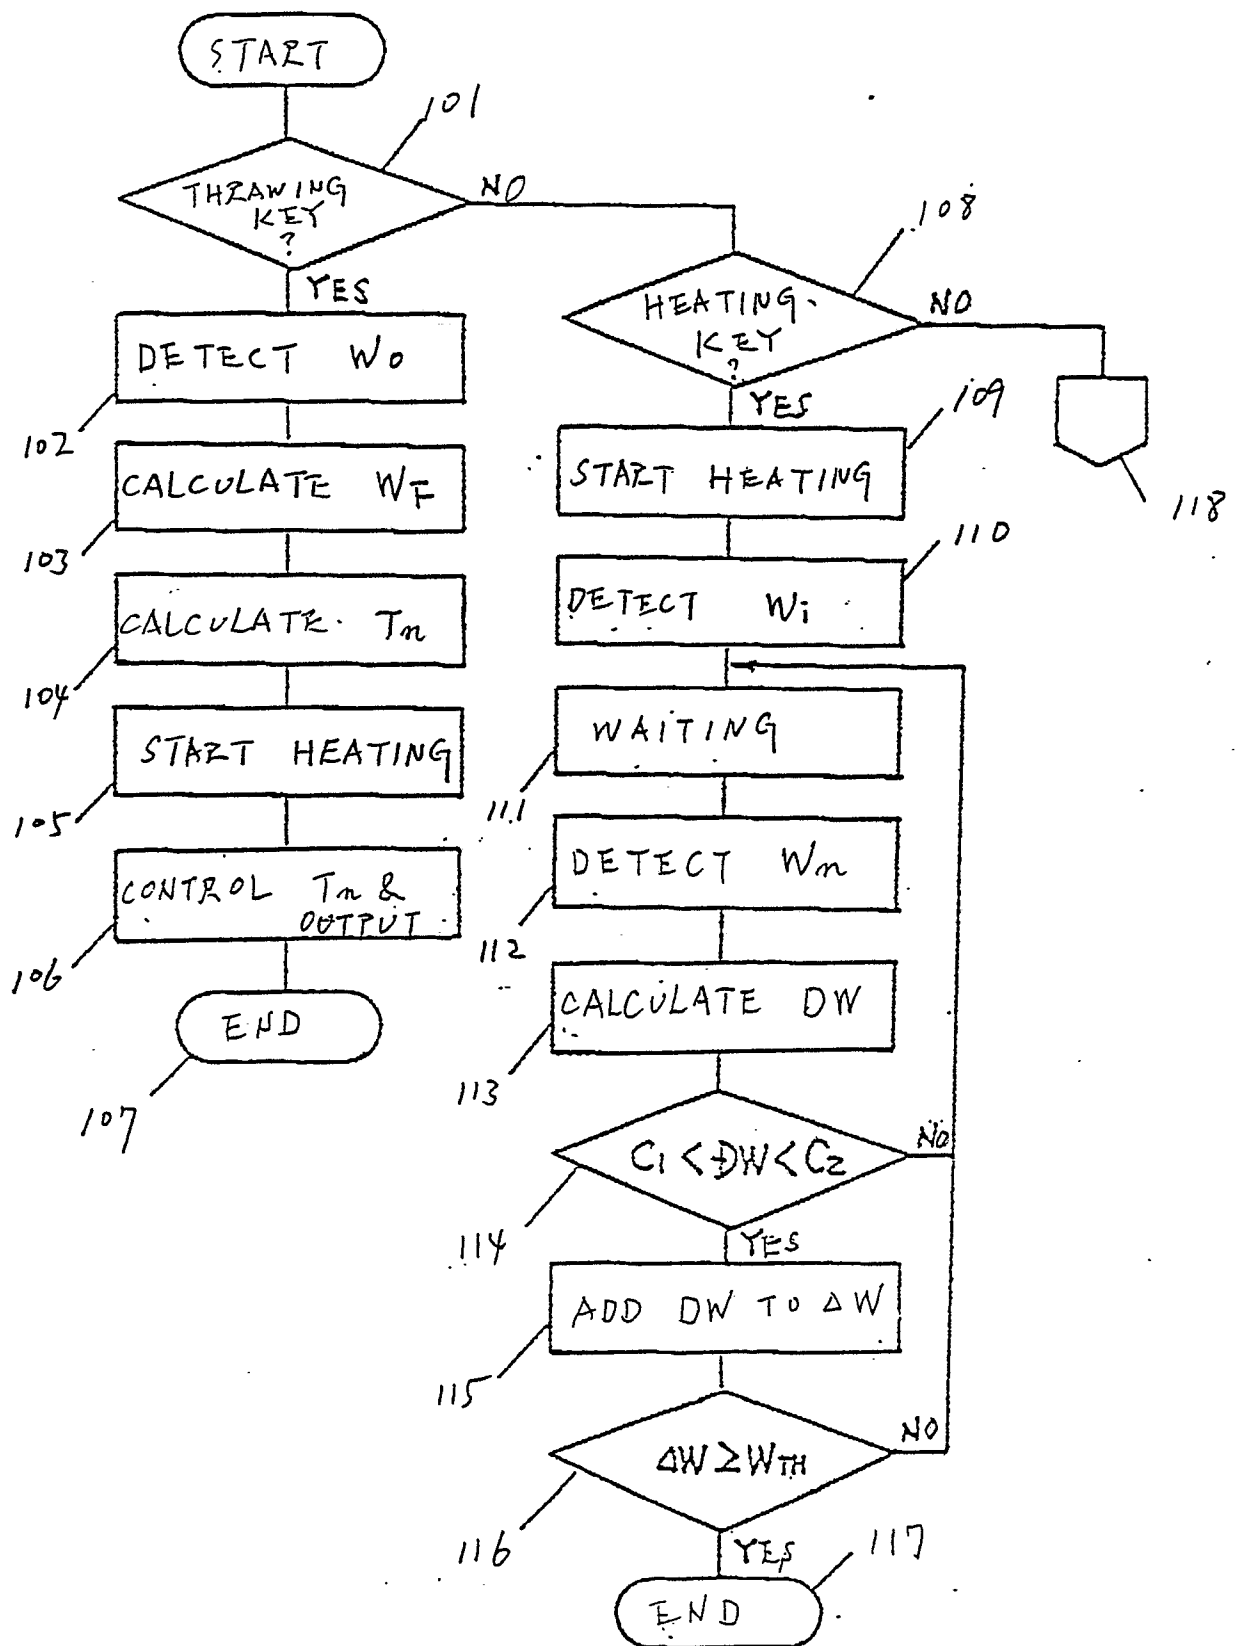 START
101
THRAWING
KEY
?
NO
YES
DETECT Wo
102
CALCULATE WF
103
CALCULATE Tn
104
START HEATING
105
CONTROL Tn &
OUTPUT
106
END
107
108
HEATING
KEY
?
NO
118
YES
109
START HEATING
110
DETECT Wi
WAITING
111
DETECT Wn
112
CALCULATE DW
113
C1 < DW < C2
NO
114
YES
ADD DW TO ΔW
115
ΔW ≥ WTH
NO
116
YES
117
END